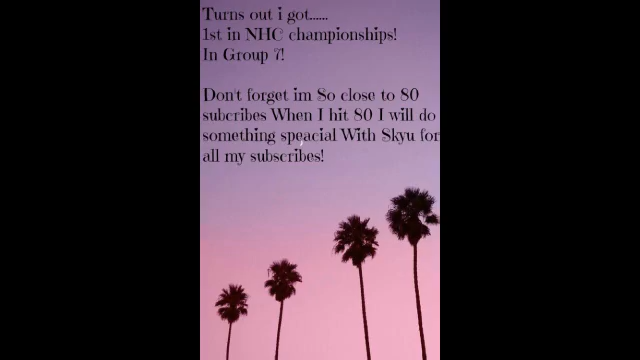 Turns out i got......
1st in NHC championships!
In Group 7!
Don't forget im So close to 80
subcribes When I hit 80 I will do
something speacial With Skyu for
all my subscribes!